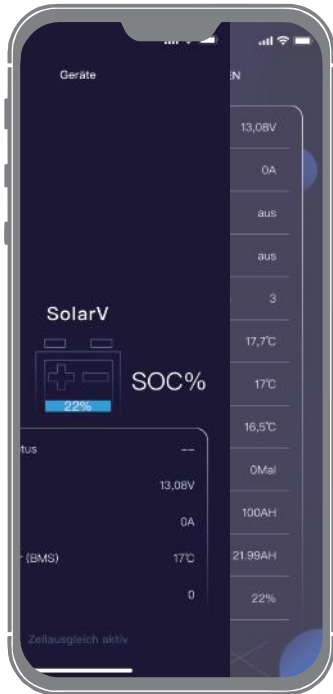 Geräte
EN
13,08V
0A
aus
aus
3
17,7℃
SolarV
22%
SOC%
17℃
16,5℃
0Mal
100AH
21.99AH
22%
tus
--
13,08V
0A
(BMS)
17℃
0
Zellausgleich aktiv